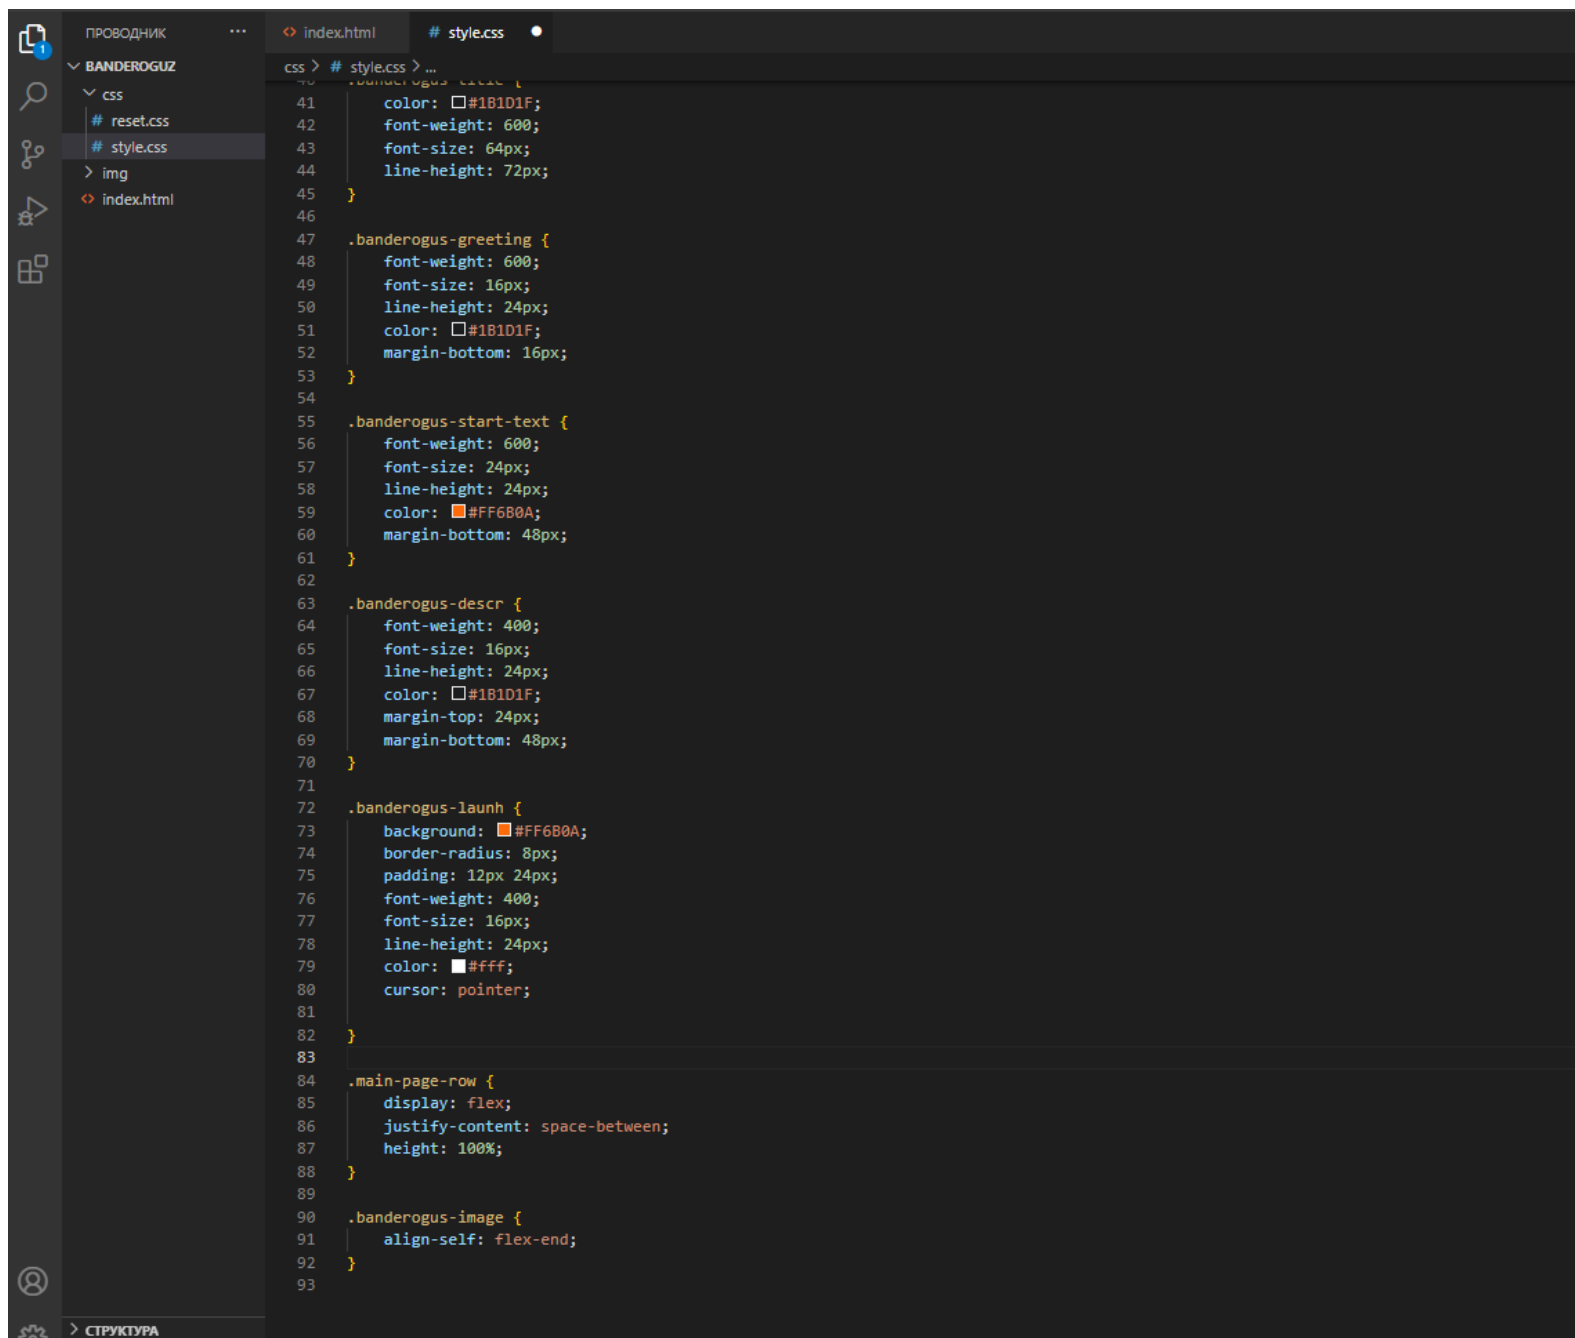 ПРОВОДНИК ... index.html # style.css
1
BANDEROGUZ
css > # style.css > ...
css
# reset.css
# style.css
img
index.html
40 .banderogus-title {
41 color: #1B1D1F;
42 font-weight: 600;
43 font-size: 64px;
44 line-height: 72px;
45 }
46
47 .banderogus-greeting {
48 font-weight: 600;
49 font-size: 16px;
50 line-height: 24px;
51 color: #1B1D1F;
52 margin-bottom: 16px;
53 }
54
55 .banderogus-start-text {
56 font-weight: 600;
57 font-size: 24px;
58 line-height: 24px;
59 color: #FF6B0A;
60 margin-bottom: 48px;
61 }
62
63 .banderogus-descr {
64 font-weight: 400;
65 font-size: 16px;
66 line-height: 24px;
67 color: #1B1D1F;
68 margin-top: 24px;
69 margin-bottom: 48px;
70 }
71
72 .banderogus-launh {
73 background: #FF6B0A;
74 border-radius: 8px;
75 padding: 12px 24px;
76 font-weight: 400;
77 font-size: 16px;
78 line-height: 24px;
79 color: #fff;
80 cursor: pointer;
81
82 }
83
84 .main-page-row {
85 display: flex;
86 justify-content: space-between;
87 height: 100%;
88 }
89
90 .banderogus-image {
91 align-self: flex-end;
92 }
93
СТРУКТУРА